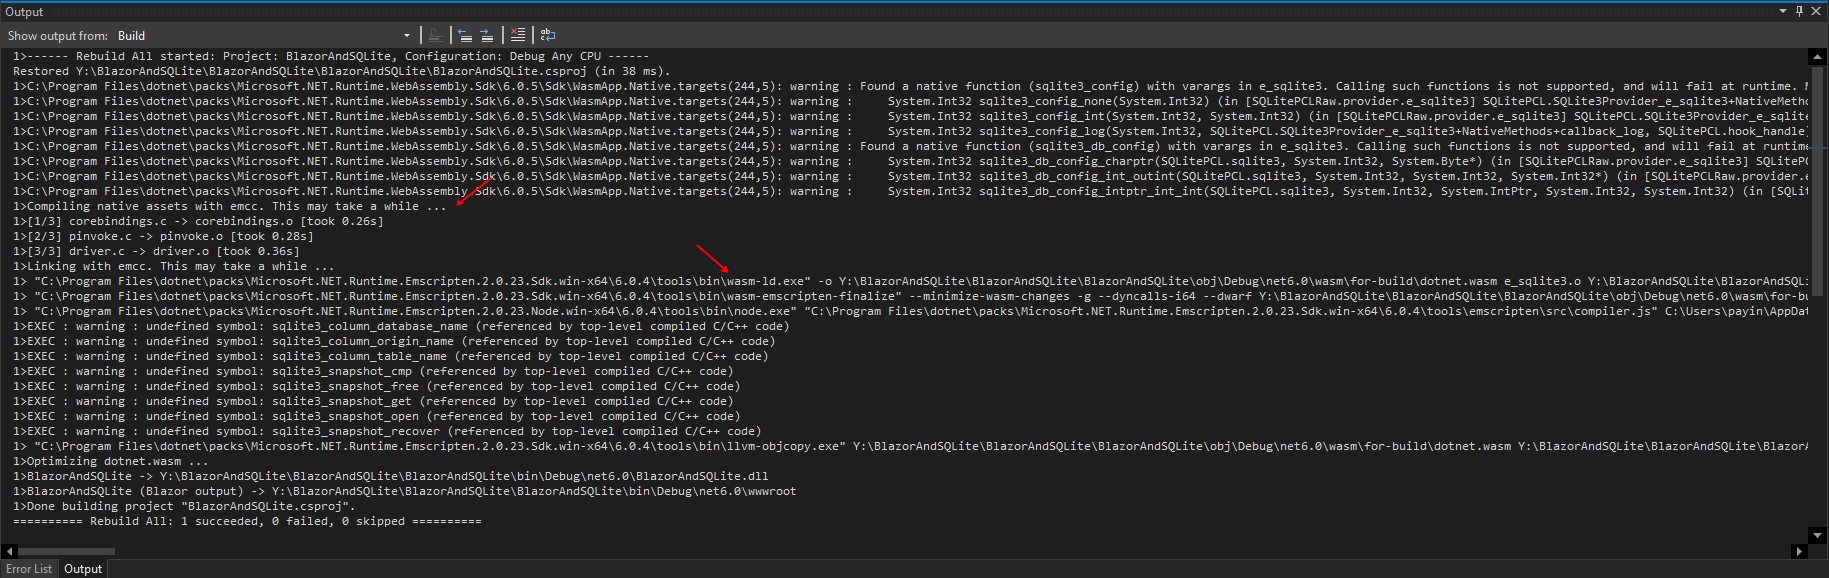 Output
Show output from: Build
1>------ Rebuild All started: Project: BlazorAndSQLite, Configuration: Debug Any CPU ------
Restored Y:\BlazorAndSQLite\BlazorAndSQLite\BlazorAndSQLite\BlazorAndSQLite.csproj (in 38 ms).
1>C:\Program Files\dotnet\packs\Microsoft.NET.Runtime.WebAssembly.Sdk\6.0.5\Sdk\WasmApp.Native.targets(244,5): warning : Found a native function (sqlite3_config) with varargs in e_sqlite3. Calling such functions is not supported, and will fail at runtime.
1>C:\Program Files\dotnet\packs\Microsoft.NET.Runtime.WebAssembly.Sdk\6.0.5\Sdk\WasmApp.Native.targets(244,5): warning :     System.Int32 sqlite3_config_none(System.Int32) (in [SQLitePCLRaw.provider.e_sqlite3] SQLitePCL.SQLite3Provider_e_sqlite3+NativeMetho
1>C:\Program Files\dotnet\packs\Microsoft.NET.Runtime.WebAssembly.Sdk\6.0.5\Sdk\WasmApp.Native.targets(244,5): warning :     System.Int32 sqlite3_config_int(System.Int32, System.Int32) (in [SQLitePCLRaw.provider.e_sqlite3] SQLitePCL.SQLite3Provider_e_sqlite
1>C:\Program Files\dotnet\packs\Microsoft.NET.Runtime.WebAssembly.Sdk\6.0.5\Sdk\WasmApp.Native.targets(244,5): warning :     System.Int32 sqlite3_config_log(System.Int32, SQLitePCL.SQLite3Provider_e_sqlite3+NativeMethods+callback_log, SQLitePCL.hook_handle)
1>C:\Program Files\dotnet\packs\Microsoft.NET.Runtime.WebAssembly.Sdk\6.0.5\Sdk\WasmApp.Native.targets(244,5): warning : Found a native function (sqlite3_db_config) with varargs in e_sqlite3. Calling such functions is not supported, and will fail at runtime
1>C:\Program Files\dotnet\packs\Microsoft.NET.Runtime.WebAssembly.Sdk\6.0.5\Sdk\WasmApp.Native.targets(244,5): warning :     System.Int32 sqlite3_db_config_charptr(SQLitePCL.sqlite3, System.Int32, System.Byte*) (in [SQLitePCLRaw.provider.e_sqlite3] SQLiteP
1>C:\Program Files\dotnet\packs\Microsoft.NET.Runtime.WebAssembly.Sdk\6.0.5\Sdk\WasmApp.Native.targets(244,5): warning :     System.Int32 sqlite3_db_config_int_outint(SQLitePCL.sqlite3, System.Int32, System.Int32, System.Int32*) (in [SQLitePCLRaw.provider.
1>C:\Program Files\dotnet\packs\Microsoft.NET.Runtime.WebAssembly.Sdk\6.0.5\Sdk\WasmApp.Native.targets(244,5): warning :     System.Int32 sqlite3_db_config_intptr_int_int(SQLitePCL.sqlite3, System.Int32, System.IntPtr, System.Int32, System.Int32) (in [SQLit
1>Compiling native assets with emcc. This may take a while ...
1>[1/3] corebindings.c -> corebindings.o [took 0.26s]
1>[2/3] pinvoke.c -> pinvoke.o [took 0.28s]
1>[3/3] driver.c -> driver.o [took 0.36s]
1>Linking with emcc. This may take a while ...
1> "C:\Program Files\dotnet\packs\Microsoft.NET.Runtime.Emscripten.2.0.23.Sdk.win-x64\6.0.4\tools\bin\wasm-ld.exe" -o Y:\BlazorAndSQLite\BlazorAndSQLite\BlazorAndSQLite\obj\Debug\net6.0\wasm\for-build\dotnet.wasm e_sqlite3.o Y:\BlazorAndSQLite\BlazorAndSQLi
1> "C:\Program Files\dotnet\packs\Microsoft.NET.Runtime.Emscripten.2.0.23.Sdk.win-x64\6.0.4\tools\bin\wasm-emscripten-finalize" --minimize-wasm-changes -g --dyncalls-i64 --dwarf Y:\BlazorAndSQLite\BlazorAndSQLite\BlazorAndSQLite\obj\Debug\net6.0\wasm\for-bu
1> "C:\Program Files\dotnet\packs\Microsoft.NET.Runtime.Emscripten.2.0.23.Node.win-x64\6.0.4\tools\bin\node.exe" "C:\Program Files\dotnet\packs\Microsoft.NET.Runtime.Emscripten.2.0.23.Sdk.win-x64\6.0.4\tools\emscripten\src\compiler.js" C:\Users\payin\AppDat
1>EXEC : warning : undefined symbol: sqlite3_column_database_name (referenced by top-level compiled C/C++ code)
1>EXEC : warning : undefined symbol: sqlite3_column_origin_name (referenced by top-level compiled C/C++ code)
1>EXEC : warning : undefined symbol: sqlite3_column_table_name (referenced by top-level compiled C/C++ code)
1>EXEC : warning : undefined symbol: sqlite3_snapshot_cmp (referenced by top-level compiled C/C++ code)
1>EXEC : warning : undefined symbol: sqlite3_snapshot_free (referenced by top-level compiled C/C++ code)
1>EXEC : warning : undefined symbol: sqlite3_snapshot_get (referenced by top-level compiled C/C++ code)
1>EXEC : warning : undefined symbol: sqlite3_snapshot_open (referenced by top-level compiled C/C++ code)
1>EXEC : warning : undefined symbol: sqlite3_snapshot_recover (referenced by top-level compiled C/C++ code)
1> "C:\Program Files\dotnet\packs\Microsoft.NET.Runtime.Emscripten.2.0.23.Sdk.win-x64\6.0.4\tools\bin\llvm-objcopy.exe" Y:\BlazorAndSQLite\BlazorAndSQLite\BlazorAndSQLite\obj\Debug\net6.0\wasm\for-build\dotnet.wasm Y:\BlazorAndSQLite\BlazorAndSQLite\BlazorA
1>Optimizing dotnet.wasm ...
1>BlazorAndSQLite -> Y:\BlazorAndSQLite\BlazorAndSQLite\BlazorAndSQLite\bin\Debug\net6.0\BlazorAndSQLite.dll
1>BlazorAndSQLite (Blazor output) -> Y:\BlazorAndSQLite\BlazorAndSQLite\BlazorAndSQLite\bin\Debug\net6.0\wwwroot
1>Done building project "BlazorAndSQLite.csproj".
========== Rebuild All: 1 succeeded, 0 failed, 0 skipped ==========
Error List Output